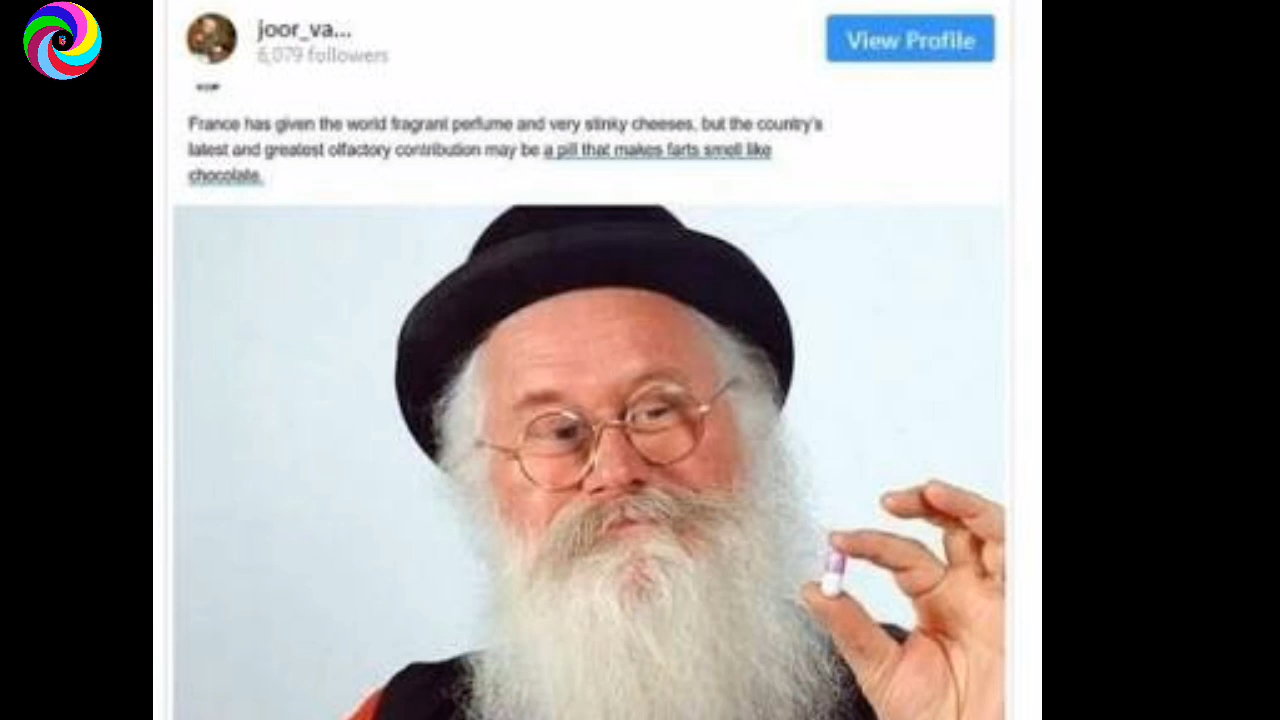 joor_va...
6,079 followers
View Profile
France has given the world fragrant perfume and very stinky cheeses, but the country's
latest and greatest olfactory contribution may be a pill that makes farts smell like
chocolate.